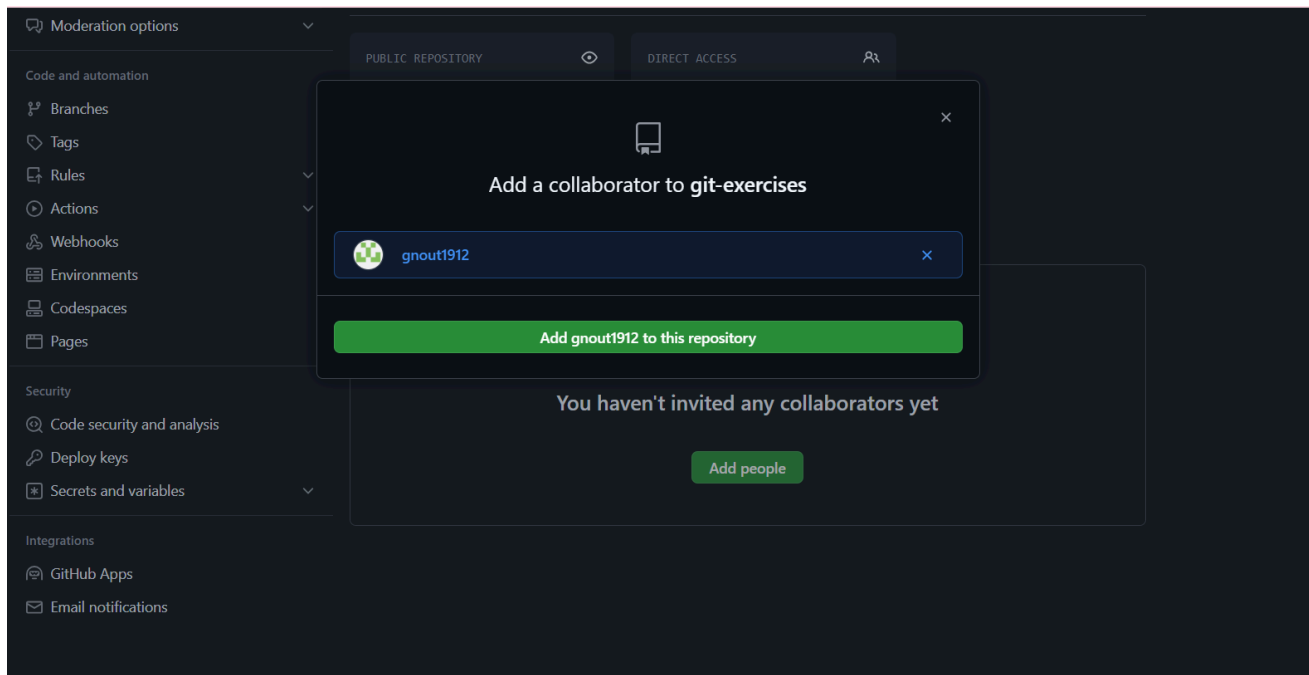 Moderation options
Code and automation
Branches
Tags
Rules
Actions
Webhooks
Environments
Codespaces
Pages
Security
Code security and analysis
Deploy keys
Secrets and variables
Integrations
GitHub Apps
Email notifications
PUBLIC REPOSITORY
DIRECT ACCESS
Add a collaborator to git-exercises
gnout1912
Add gnout1912 to this repository
You haven't invited any collaborators yet
Add people